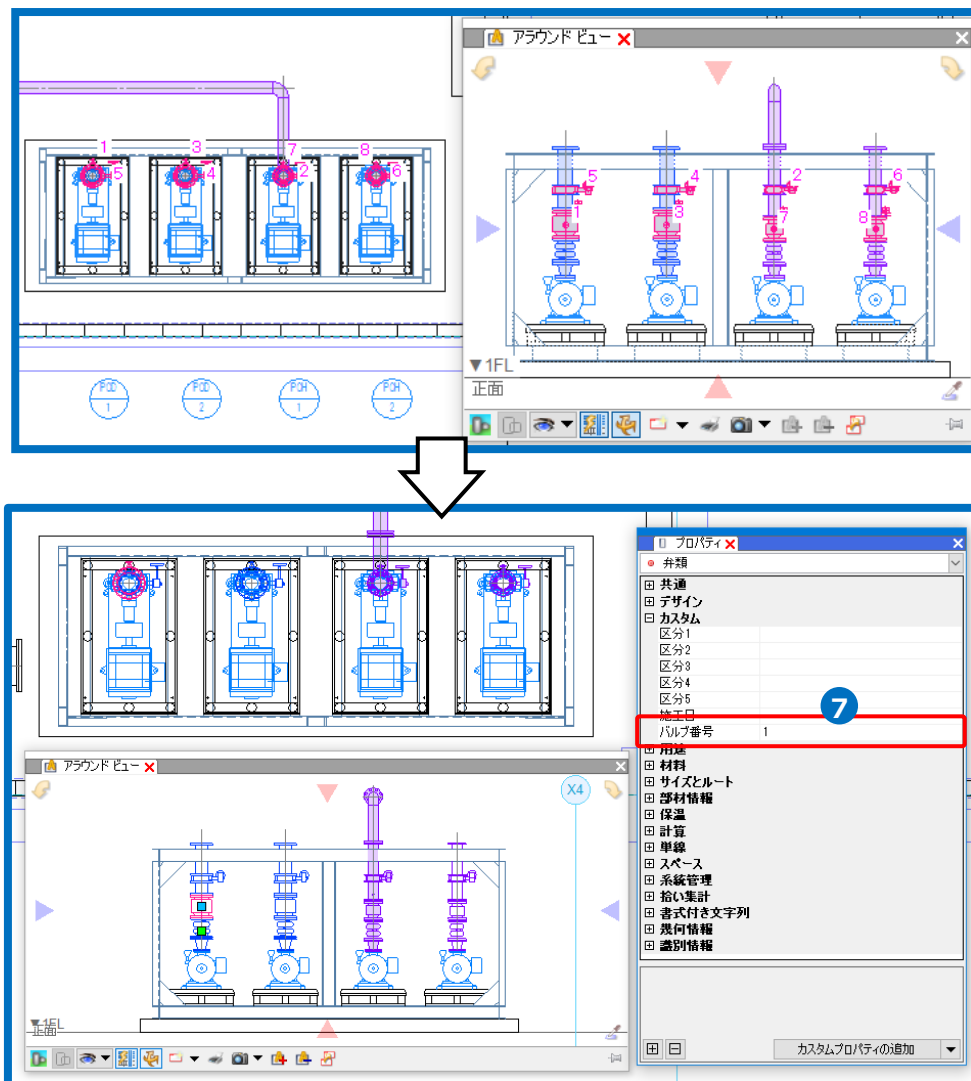 アラウンド ビュー
1 3 7 8
5 4 2 6
5 4 2 6
1 3 7 8
▼1FL
正面
PCD 1
PCD 2
PCH 1
PCH 2
プロパティ
弁類
共通
デザイン
カスタム
区分1
区分2
区分3
区分4
区分5
施工日
7
バルブ番号 1
用途
材料
サイズとルート
部材情報
保温
計算
単線
スペース
系統管理
拾い集計
書式付き文字列
幾何情報
識別情報
カスタムプロパティの追加
アラウンド ビュー
X4
▼1FL
正面